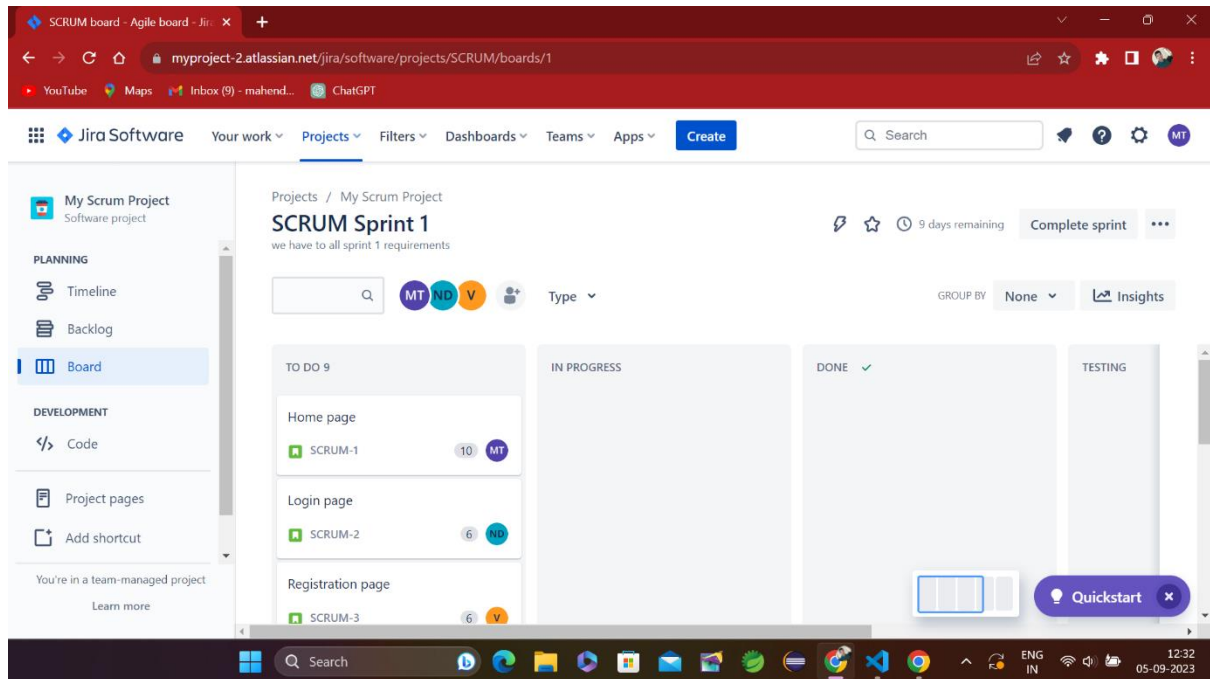 SCRUM board - Agile board - Jir
myproject-2.atlassian.net/jira/software/projects/SCRUM/boards/1
YouTube Maps Inbox (9) - mahend... ChatGPT
Jira Software Your work Projects Filters Dashboards Teams Apps Create Search MT
My Scrum Project
Software project
PLANNING
Timeline
Backlog
Board
DEVELOPMENT
Code
Project pages
Add shortcut
You're in a team-managed project
Learn more
Projects / My Scrum Project
SCRUM Sprint 1
we have to all sprint 1 requirements
9 days remaining Complete sprint
MT ND V Type GROUP BY None Insights
TO DO 9 IN PROGRESS DONE TESTING
Home page
SCRUM-1 10 MT
Login page
SCRUM-2 6 ND
Registration page
SCRUM-3 6 V
Quickstart
Search
ENG
IN
12:32
05-09-2023